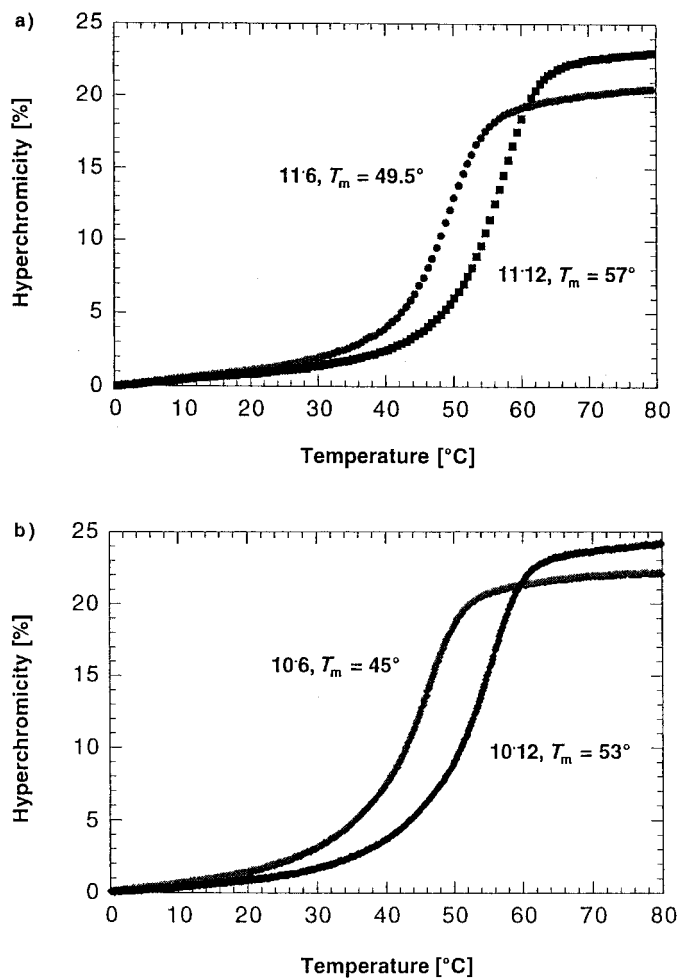 a)
25
20
15
10
5
0
Hyperchromicity [%]
11·6, Tm = 49.5°
11·12, Tm = 57°
0 10 20 30 40 50 60 70 80
Temperature [°C]
b)
25
20
15
10
5
0
Hyperchromicity [%]
10·6, Tm = 45°
10·12, Tm = 53°
0 10 20 30 40 50 60 70 80
Temperature [°C]